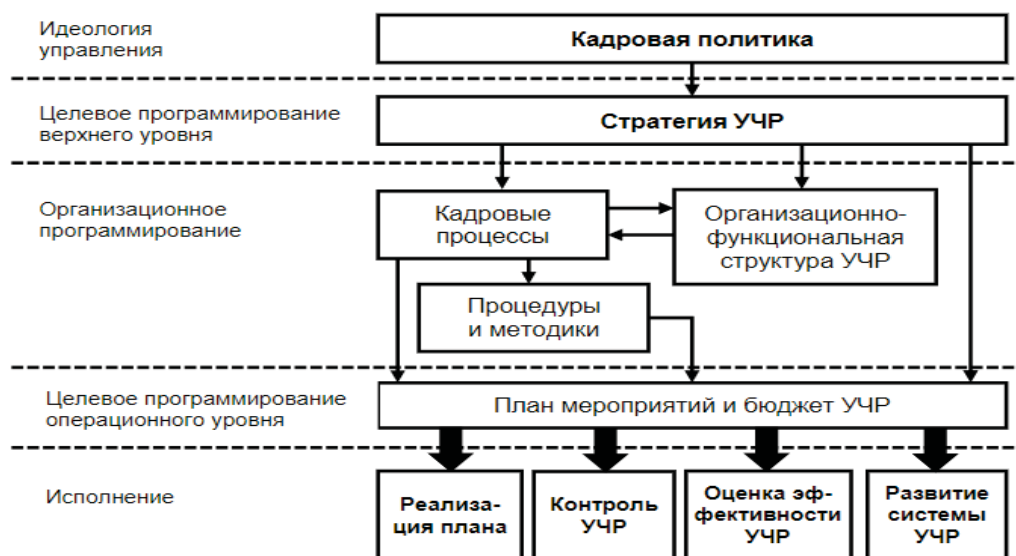 Идеология
управления
Кадровая политика
Целевое программирование
верхнего уровня
Стратегия УЧР
Организационное
программирование
Кадровые
процессы
Организационно-
функциональная
структура УЧР
Процедуры
и методики
Целевое программирование
операционного уровня
План мероприятий и бюджет УЧР
Исполнение
Реализа-
ция плана
Контроль
УЧР
Оценка эф-
фективности
УЧР
Развитие
системы
УЧР